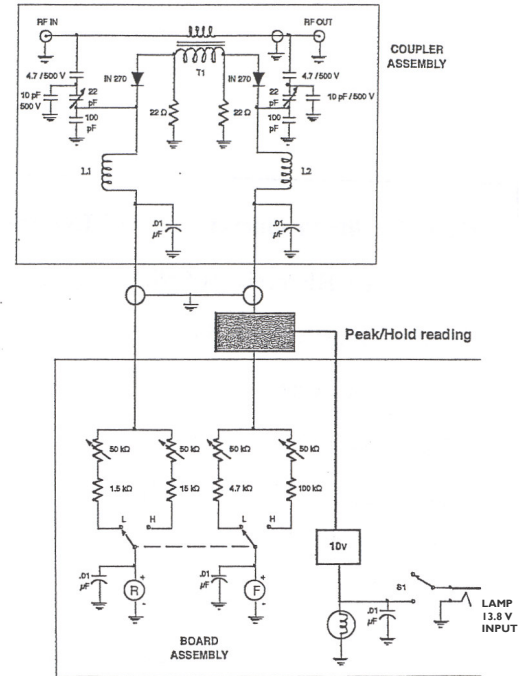 RF IN
RF OUT
COUPLER
ASSEMBLY
4.7 / 500 V
IN 270
T1
IN 270
4.7 / 500 V
10 pF
500 V
22
pF
22
pF
10 pF / 500 V
100
pF
22 Ω
22 Ω
100
pF
L1
L2
.01
µF
.01
µF
Peak/Hold reading
50 kΩ
50 kΩ
50 kΩ
50 kΩ
1.5 kΩ
15 kΩ
4.7 kΩ
100 kΩ
L
H
L
H
10v
.01
µF
R
+
-
.01
µF
F
+
-
S1
.01
µF
LAMP
13.8 V
INPUT
BOARD
ASSEMBLY